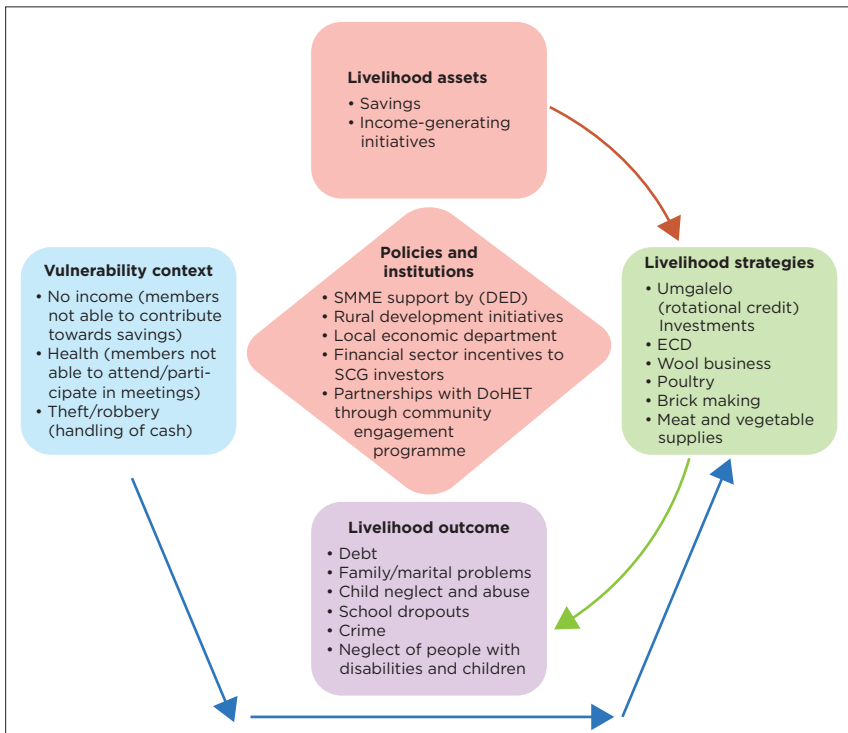 Livelihood assets
• Savings
• Income-generating
initiatives
Vulnerability context
• No income (members
not able to contribute
towards savings)
• Health (members not
able to attend/parti-
cipate in meetings)
• Theft/robbery
(handling of cash)
Policies and
institutions
• SMME support by (DED)
• Rural development initiatives
• Local economic department
• Financial sector incentives to
SCG investors
• Partnerships with DoHET
through community
engagement
programme
Livelihood strategies
• Umgalelo
(rotational credit)
Investments
• ECD
• Wool business
• Poultry
• Brick making
• Meat and vegetable
supplies
Livelihood outcome
• Debt
• Family/marital problems
• Child neglect and abuse
• School dropouts
• Crime
• Neglect of people with
disabilities and children